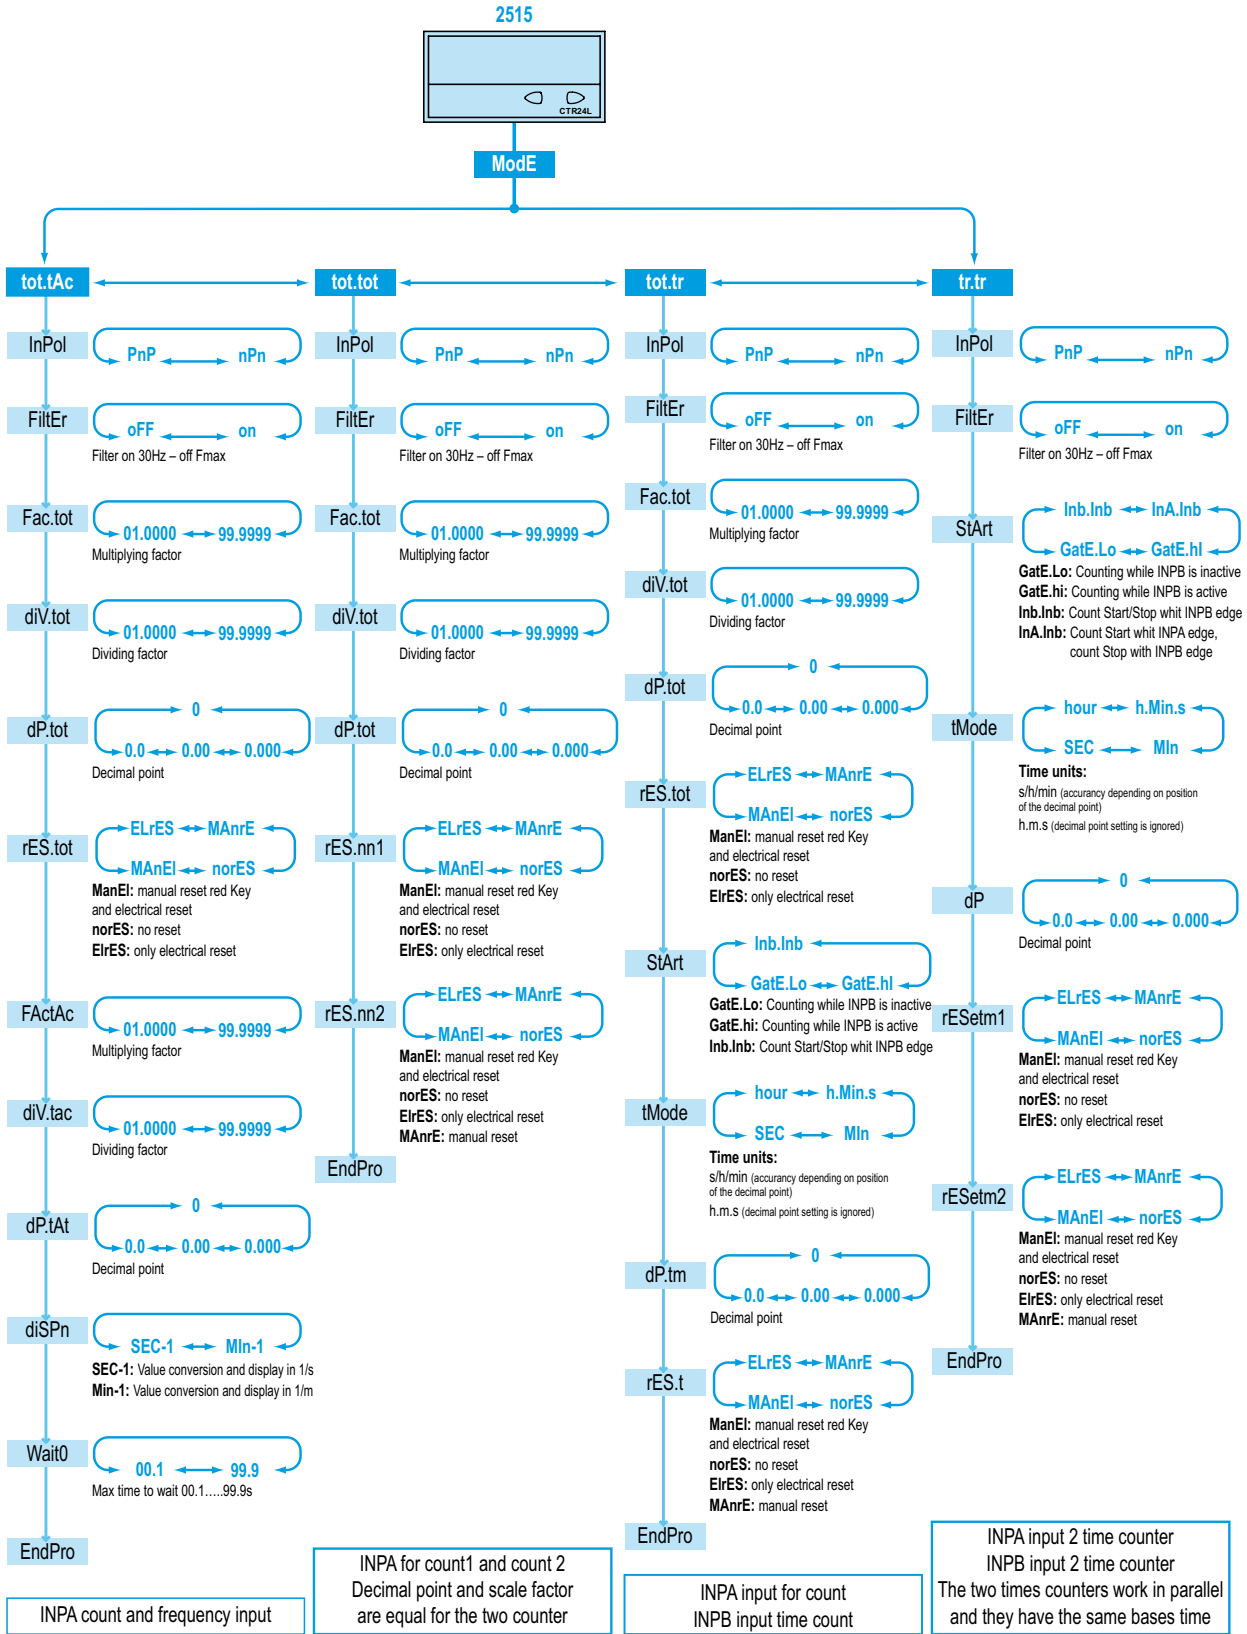 2515
CTR24L
ModE
tot.tAc
InPol
PnP nPn
FiltEr
oFF on
Filter on 30Hz – off Fmax
Fac.tot
01.0000 99.9999
Multiplying factor
diV.tot
01.0000 99.9999
Dividing factor
dP.tot
0
0.0 0.00 0.000
Decimal point
rES.tot
ELrES MAnrE
MAnEl norES
ManEl: manual reset red Key
and electrical reset
norES: no reset
ElrES: only electrical reset
FActAc
01.0000 99.9999
Multiplying factor
diV.tac
01.0000 99.9999
Dividing factor
dP.tAt
0
0.0 0.00 0.000
Decimal point
diSPn
SEC-1 MIn-1
SEC-1: Value conversion and display in 1/s
Min-1: Value conversion and display in 1/m
Wait0
00.1 99.9
Max time to wait 00.1.....99.9s
EndPro
INPA count and frequency input
tot.tot
InPol
PnP nPn
FiltEr
oFF on
Filter on 30Hz – off Fmax
Fac.tot
01.0000 99.9999
Multiplying factor
diV.tot
01.0000 99.9999
Dividing factor
dP.tot
0
0.0 0.00 0.000
Decimal point
rES.nn1
ELrES MAnrE
MAnEl norES
ManEl: manual reset red Key
and electrical reset
norES: no reset
ElrES: only electrical reset
rES.nn2
ELrES MAnrE
MAnEl norES
ManEl: manual reset red Key
and electrical reset
norES: no reset
ElrES: only electrical reset
MAnrE: manual reset
EndPro
INPA for count1 and count 2
Decimal point and scale factor
are equal for the two counter
tot.tr
InPol
PnP nPn
FiltEr
oFF on
Filter on 30Hz – off Fmax
Fac.tot
01.0000 99.9999
Multiplying factor
diV.tot
01.0000 99.9999
Dividing factor
dP.tot
0
0.0 0.00 0.000
Decimal point
rES.tot
ELrES MAnrE
MAnEl norES
ManEl: manual reset red Key
and electrical reset
norES: no reset
ElrES: only electrical reset
StArt
Inb.Inb
GatE.Lo GatE.hI
GatE.Lo: Counting while INPB is inactive
GatE.hi: Counting while INPB is active
Inb.Inb: Count Start/Stop whit INPB edge
tMode
hour h.Min.s
SEC MIn
Time units:
s/h/min (accurancy depending on position
of the decimal point)
h.m.s (decimal point setting is ignored)
dP.tm
0
0.0 0.00 0.000
Decimal point
rES.t
ELrES MAnrE
MAnEl norES
ManEl: manual reset red Key
and electrical reset
norES: no reset
ElrES: only electrical reset
MAnrE: manual reset
EndPro
INPA input for count
INPB input time count
tr.tr
InPol
PnP nPn
FiltEr
oFF on
Filter on 30Hz – off Fmax
StArt
Inb.Inb InA.Inb
GatE.Lo GatE.hI
GatE.Lo: Counting while INPB is inactive
GatE.hi: Counting while INPB is active
Inb.Inb: Count Start/Stop whit INPB edge
InA.Inb: Count Start whit INPA edge,
count Stop with INPB edge
tMode
hour h.Min.s
SEC MIn
Time units:
s/h/min (accurancy depending on position
of the decimal point)
h.m.s (decimal point setting is ignored)
dP
0
0.0 0.00 0.000
Decimal point
rESetm1
ELrES MAnrE
MAnEl norES
ManEl: manual reset red Key
and electrical reset
norES: no reset
ElrES: only electrical reset
rESetm2
ELrES MAnrE
MAnEl norES
ManEl: manual reset red Key
and electrical reset
norES: no reset
ElrES: only electrical reset
MAnrE: manual reset
EndPro
INPA input 2 time counter
INPB input 2 time counter
The two times counters work in parallel
and they have the same bases time